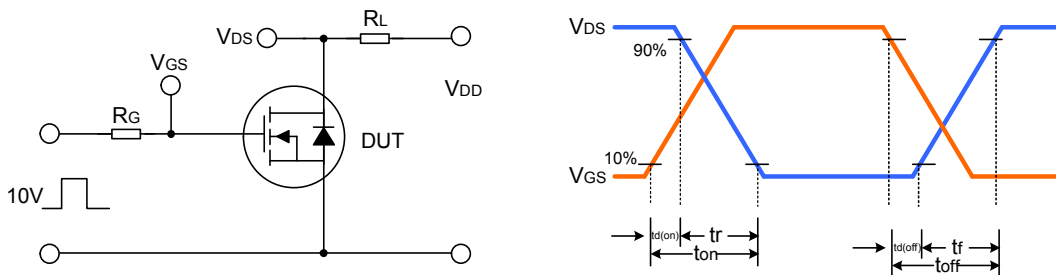 VDS
RL
VGS
VDD
RG
DUT
10V
VDS
90%
10%
VGS
td(on)
tr
ton
td(off)
tf
toff